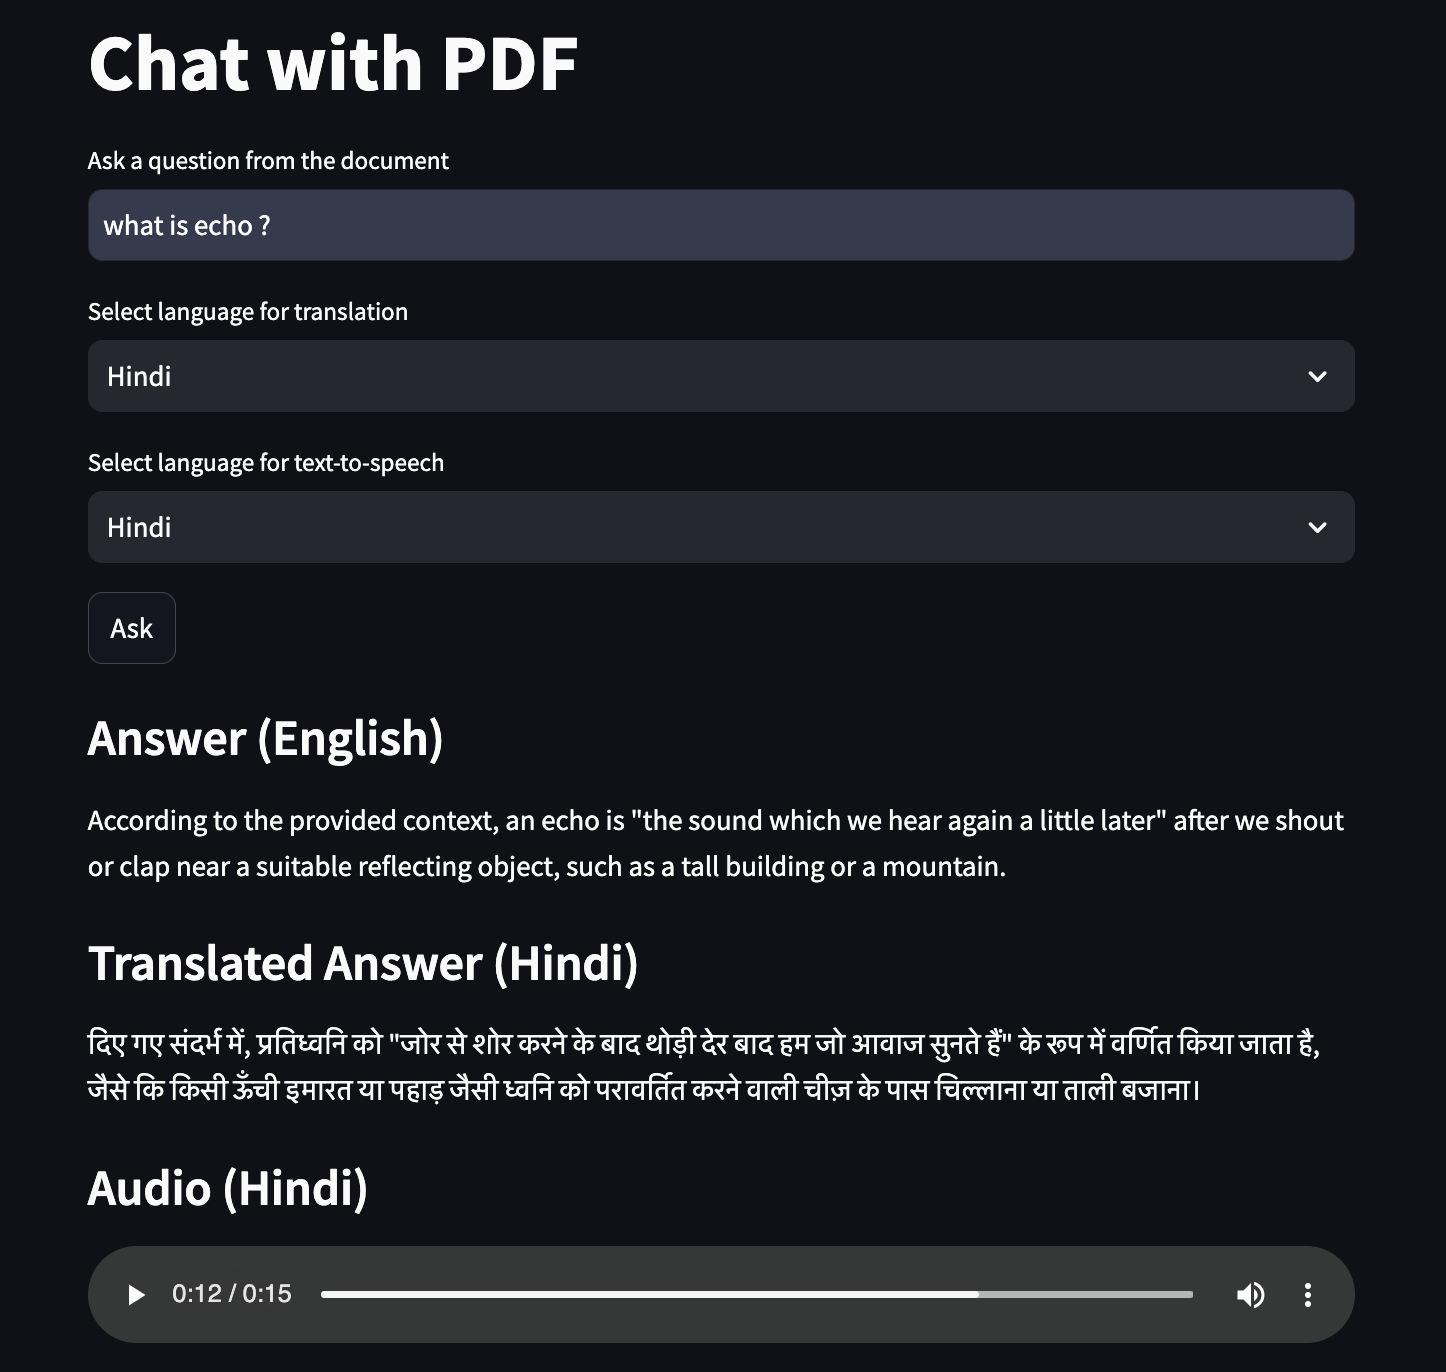 Chat with PDF
Ask a question from the document
what is echo ?
Select language for translation
Hindi
Select language for text-to-speech
Hindi
Ask
Answer (English)
According to the provided context, an echo is "the sound which we hear again a little later" after we shout
or clap near a suitable reflecting object, such as a tall building or a mountain.
Translated Answer (Hindi)
दिए गए संदर्भ में, प्रतिध्वनि को "जोर से शोर करने के बाद थोड़ी देर बाद हम जो आवाज सुनते हैं" के रूप में वर्णित किया जाता है,
जैसे कि किसी ऊँची इमारत या पहाड़ जैसी ध्वनि को परावर्तित करने वाली चीज़ के पास चिल्लाना या ताली बजाना।
Audio (Hindi)
0:12 / 0:15